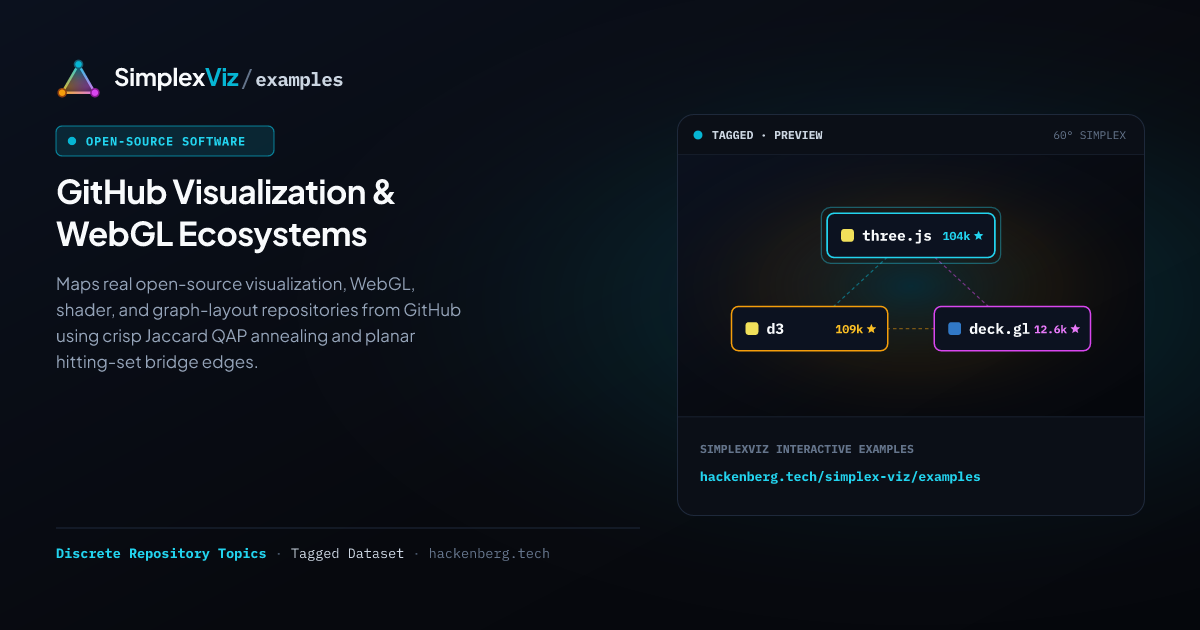 SimplexViz/examples
OPEN-SOURCE SOFTWARE
GitHub Visualization &
WebGL Ecosystems
Maps real open-source visualization, WebGL,
shader, and graph-layout repositories from GitHub
using crisp Jaccard QAP annealing and planar
hitting-set bridge edges.
Discrete Repository Topics · Tagged Dataset · hackenberg.tech
TAGGED · PREVIEW
60° SIMPLEX
three.js 104k ★
d3 109k ★
deck.gl 12.6k ★
SIMPLEXVIZ INTERACTIVE EXAMPLES
hackenberg.tech/simplex-viz/examples